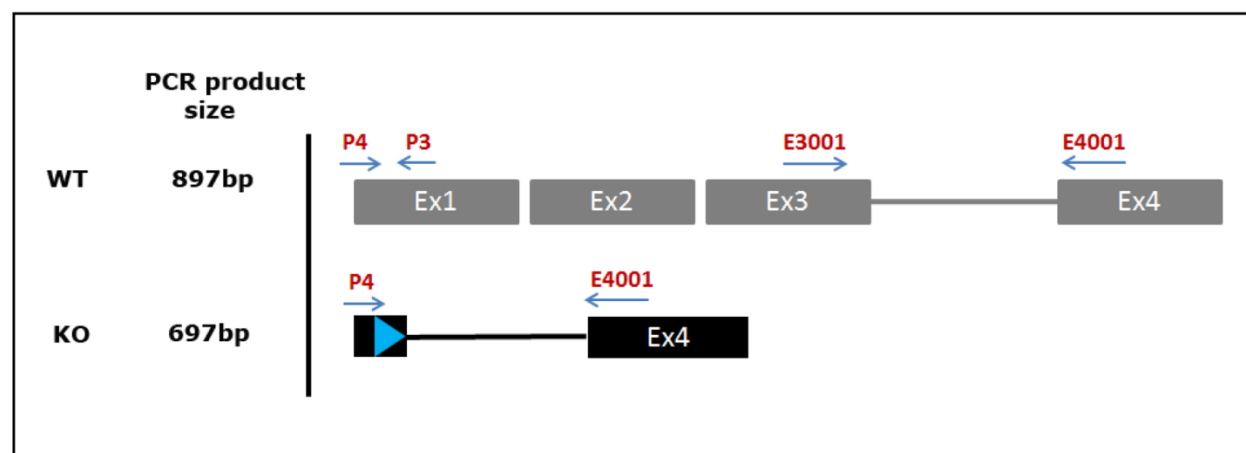 PCR product
size
P4 P3 E3001 E4001
WT 897bp Ex1 Ex2 Ex3 Ex4
P4 E4001
KO 697bp Ex4